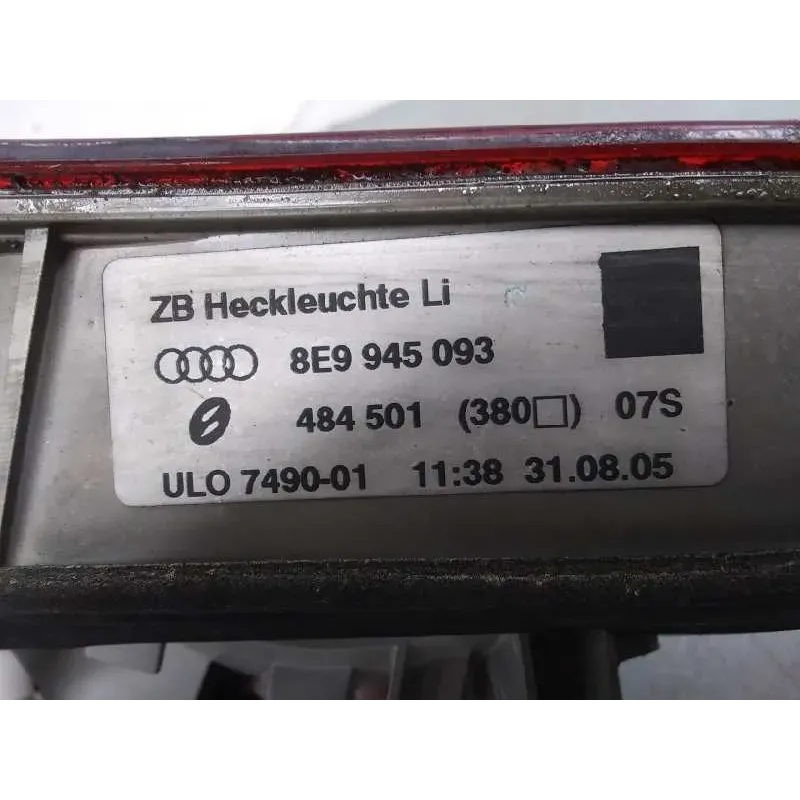 ZB Heckleuchte Li
8E9 945 093
484 501 (380□) 07S
ULO 7490-01 11:38 31.08.05